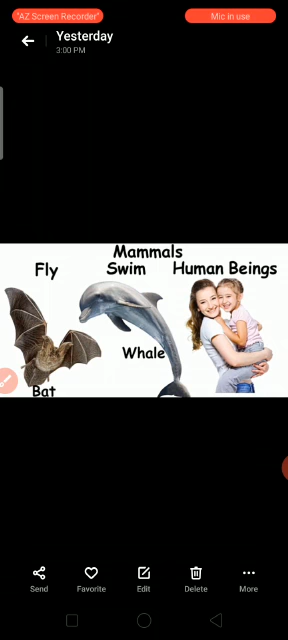 "AZ Screen Recorder"
Mic in use
Yesterday
3:00 PM
Mammals
Fly
Swim
Human Beings
Whale
Bat
Send
Favorite
Edit
Delete
More